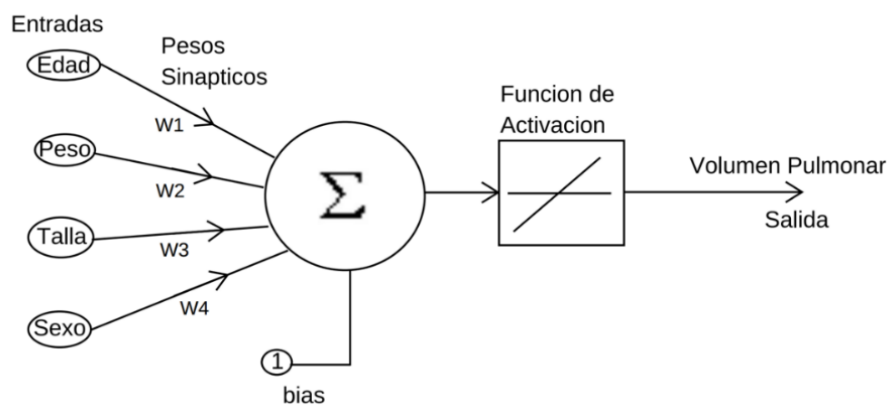 Entradas
Edad
Pesos
Sinapticos
W1
Peso
W2
Talla
W3
Sexo
W4
Σ
1
bias
Funcion de
Activacion
Volumen Pulmonar
Salida